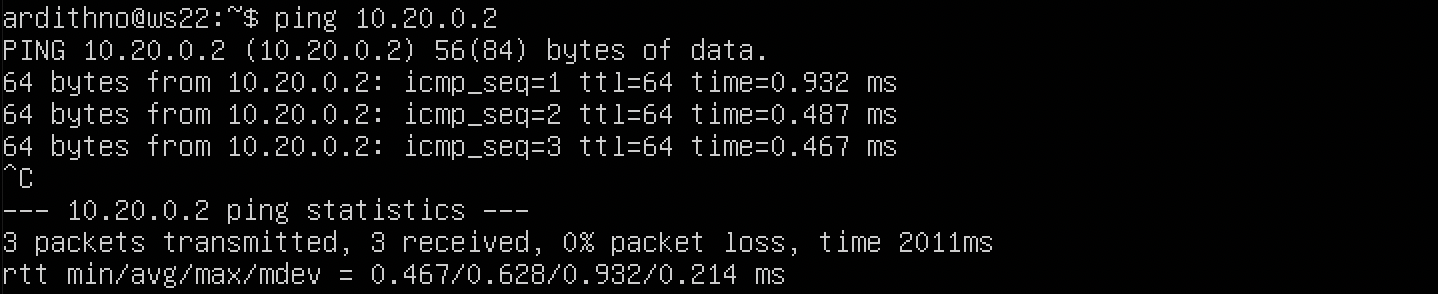 ardithno@ws22:~$ ping 10.20.0.2
PING 10.20.0.2 (10.20.0.2) 56(84) bytes of data.
64 bytes from 10.20.0.2: icmp_seq=1 ttl=64 time=0.932 ms
64 bytes from 10.20.0.2: icmp_seq=2 ttl=64 time=0.487 ms
64 bytes from 10.20.0.2: icmp_seq=3 ttl=64 time=0.467 ms
^C
--- 10.20.0.2 ping statistics ---
3 packets transmitted, 3 received, 0% packet loss, time 2011ms
rtt min/avg/max/mdev = 0.467/0.628/0.932/0.214 ms